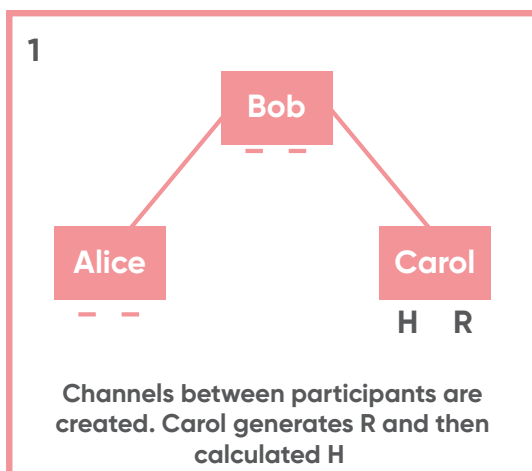 1
Bob
_ _
Alice
Carol
_ _
H R
Channels between participants are
created. Carol generates R and then
calculated H